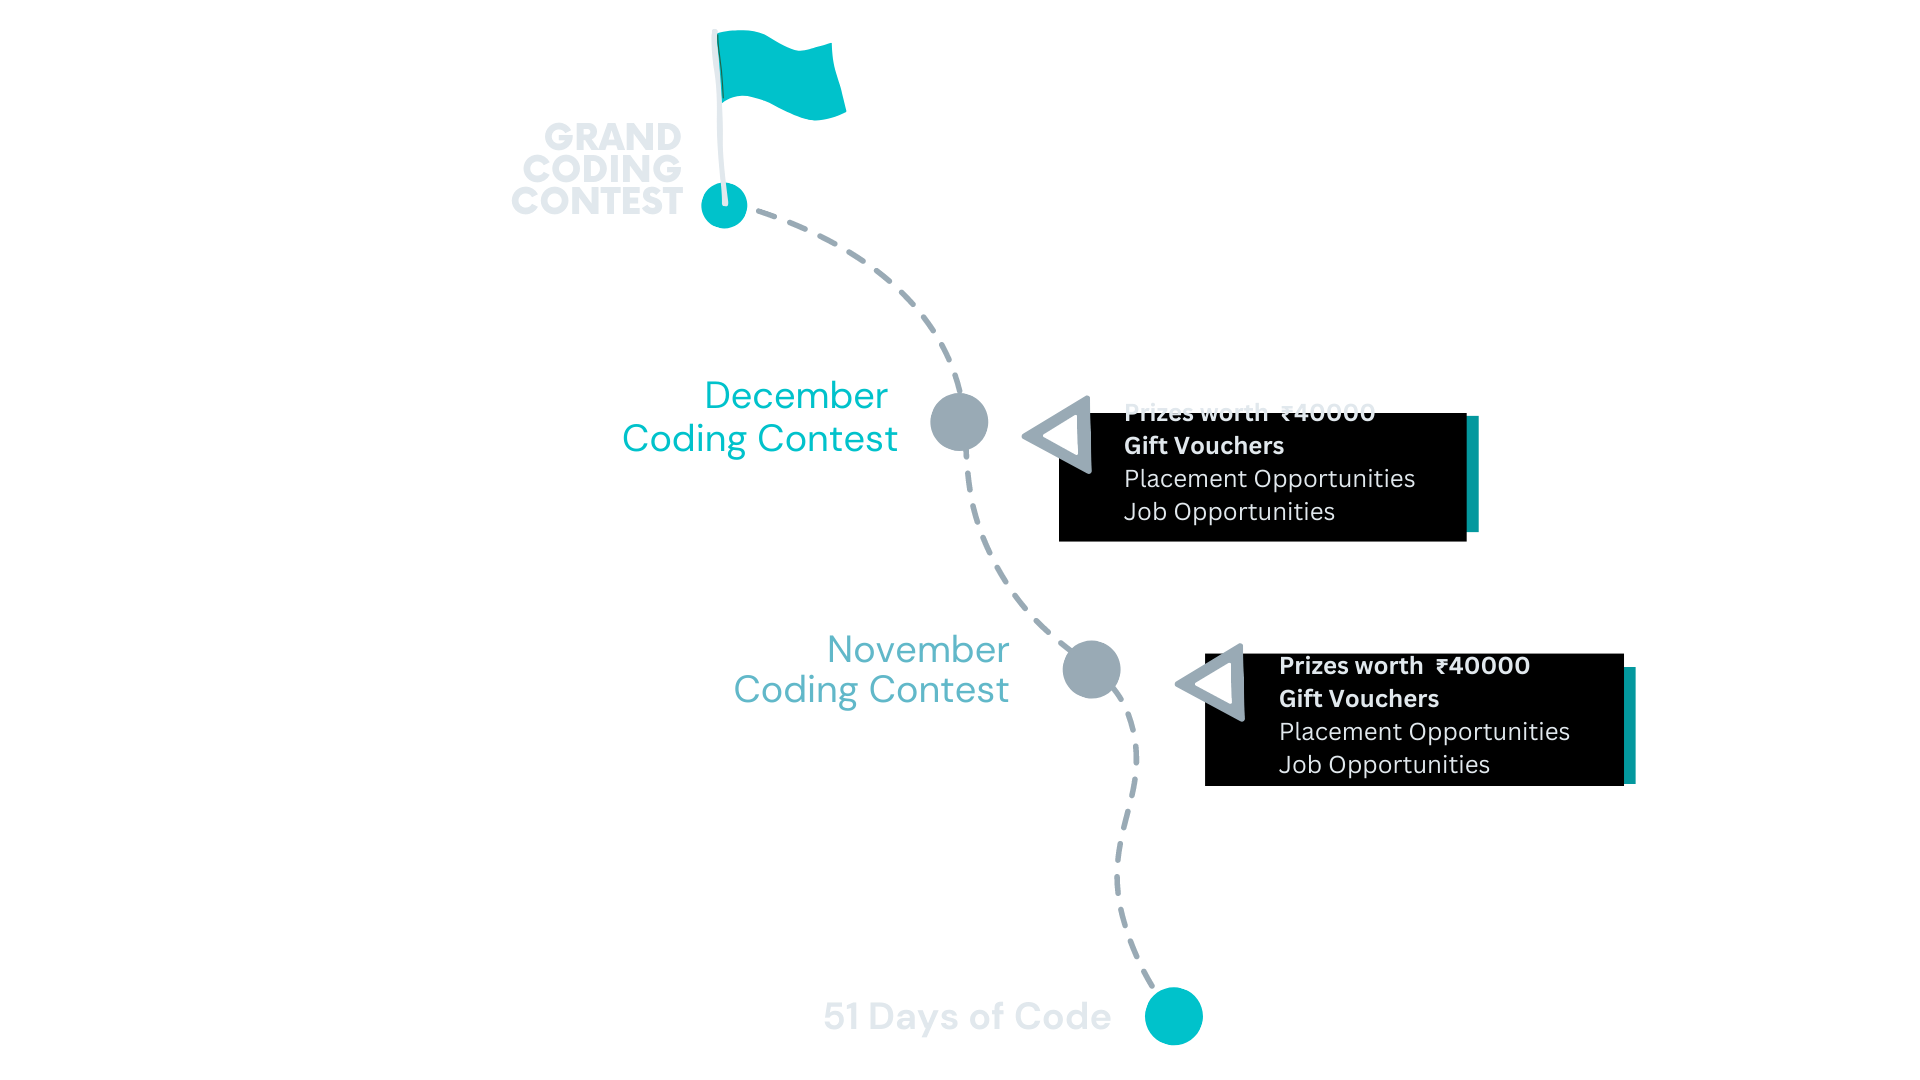 GRAND
CODING
CONTEST
December
Coding Contest
Prizes worth ₹40000
Gift Vouchers
Placement Opportunities
Job Opportunities
November
Coding Contest
Prizes worth ₹40000
Gift Vouchers
Placement Opportunities
Job Opportunities
51 Days of Code